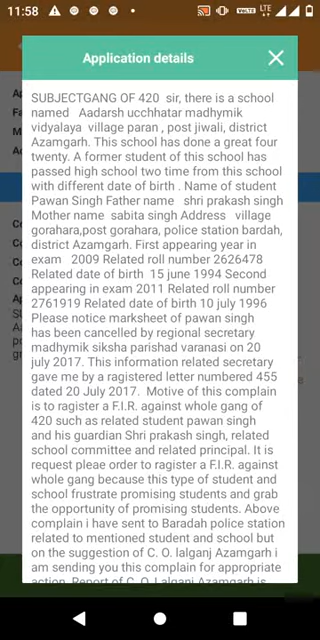 11:58
VoLTE LTE
Application details
SUBJECTGANG OF 420 sir, there is a school
named Aadarsh ucchhatar madhymik
vidyalaya village paran , post jiwali, district
Azamgarh. This school has done a great four
twenty. A former student of this school has
passed high school two time from this school
with different date of birth . Name of student
Pawan Singh Father name shri prakash singh
Mother name sabita singh Address village
gorahara,post gorahara, police station bardah,
district Azamgarh. First appearing year in
exam 2009 Related roll number 2626478
Related date of birth 15 june 1994 Second
appearing in exam 2011 Related roll number
2761919 Related date of birth 10 july 1996
Please notice marksheet of pawan singh
has been cancelled by regional secretary
madhymik siksha parishad varanasi on 20
july 2017. This information related secretary
gave me by a ragistered letter numbered 455
dated 20 July 2017. Motive of this complain
is to ragister a F.I.R. against whole gang of
420 such as related student pawan singh
and his guardian Shri prakash singh, related
school committee and related principal. It is
request pleae order to ragister a F.I.R. against
whole gang because this type of student and
school frustrate promising students and grab
the opportunity of promising students. Above
complain i have sent to Baradah police station
related to mentioned student and school but
on the suggestion of C. O. lalganj Azamgarh i
am sending you this complain for appropriate
action. Report of C. O. Lalganj Azamgarh is